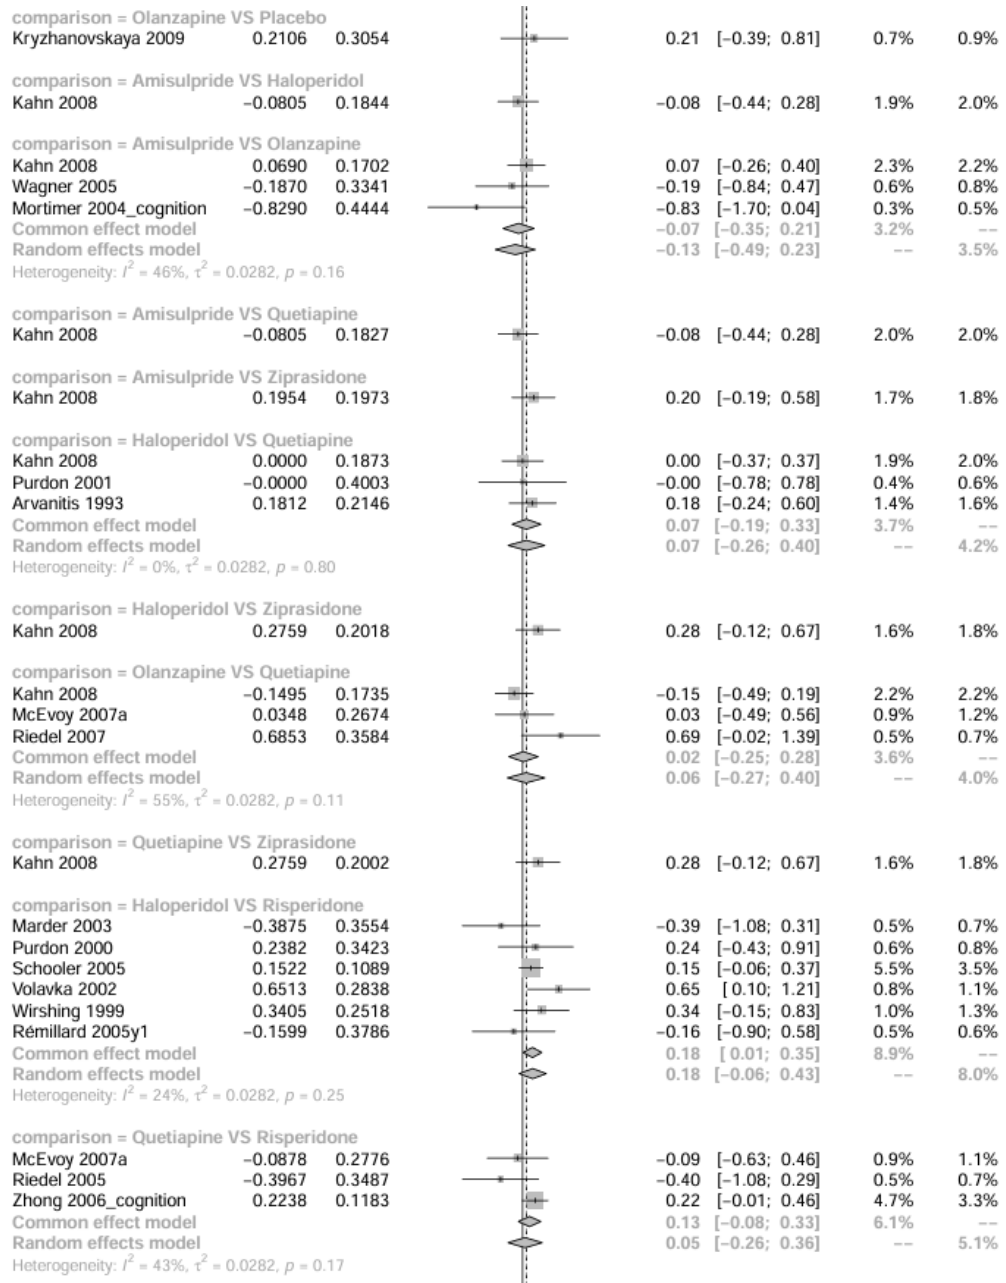 comparison = Olanzapine VS Placebo
Kryzhanovskaya 2009 0.2106 0.3054 0.21 [−0.39; 0.81] 0.7% 0.9%
comparison = Amisulpride VS Haloperidol
Kahn 2008 −0.0805 0.1844 −0.08 [−0.44; 0.28] 1.9% 2.0%
comparison = Amisulpride VS Olanzapine
Kahn 2008 0.0690 0.1702 0.07 [−0.26; 0.40] 2.3% 2.2%
Wagner 2005 −0.1870 0.3341 −0.19 [−0.84; 0.47] 0.6% 0.8%
Mortimer 2004_cognition −0.8290 0.4444 −0.83 [−1.70; 0.04] 0.3% 0.5%
Common effect model −0.07 [−0.35; 0.21] 3.2% −−
Random effects model −0.13 [−0.49; 0.23] −− 3.5%
Heterogeneity: I² = 46%, τ² = 0.0282, p = 0.16
comparison = Amisulpride VS Quetiapine
Kahn 2008 −0.0805 0.1827 −0.08 [−0.44; 0.28] 2.0% 2.0%
comparison = Amisulpride VS Ziprasidone
Kahn 2008 0.1954 0.1973 0.20 [−0.19; 0.58] 1.7% 1.8%
comparison = Haloperidol VS Quetiapine
Kahn 2008 0.0000 0.1873 0.00 [−0.37; 0.37] 1.9% 2.0%
Purdon 2001 −0.0000 0.4003 −0.00 [−0.78; 0.78] 0.4% 0.6%
Arvanitis 1993 0.1812 0.2146 0.18 [−0.24; 0.60] 1.4% 1.6%
Common effect model 0.07 [−0.19; 0.33] 3.7% −−
Random effects model 0.07 [−0.26; 0.40] −− 4.2%
Heterogeneity: I² = 0%, τ² = 0.0282, p = 0.80
comparison = Haloperidol VS Ziprasidone
Kahn 2008 0.2759 0.2018 0.28 [−0.12; 0.67] 1.6% 1.8%
comparison = Olanzapine VS Quetiapine
Kahn 2008 −0.1495 0.1735 −0.15 [−0.49; 0.19] 2.2% 2.2%
McEvoy 2007a 0.0348 0.2674 0.03 [−0.49; 0.56] 0.9% 1.2%
Riedel 2007 0.6853 0.3584 0.69 [−0.02; 1.39] 0.5% 0.7%
Common effect model 0.02 [−0.25; 0.28] 3.6% −−
Random effects model 0.06 [−0.27; 0.40] −− 4.0%
Heterogeneity: I² = 55%, τ² = 0.0282, p = 0.11
comparison = Quetiapine VS Ziprasidone
Kahn 2008 0.2759 0.2002 0.28 [−0.12; 0.67] 1.6% 1.8%
comparison = Haloperidol VS Risperidone
Marder 2003 −0.3875 0.3554 −0.39 [−1.08; 0.31] 0.5% 0.7%
Purdon 2000 0.2382 0.3423 0.24 [−0.43; 0.91] 0.6% 0.8%
Schooler 2005 0.1522 0.1089 0.15 [−0.06; 0.37] 5.5% 3.5%
Volavka 2002 0.6513 0.2838 0.65 [ 0.10; 1.21] 0.8% 1.1%
Wirshing 1999 0.3405 0.2518 0.34 [−0.15; 0.83] 1.0% 1.3%
Rémillard 2005y1 −0.1599 0.3786 −0.16 [−0.90; 0.58] 0.5% 0.6%
Common effect model 0.18 [ 0.01; 0.35] 8.9% −−
Random effects model 0.18 [−0.06; 0.43] −− 8.0%
Heterogeneity: I² = 24%, τ² = 0.0282, p = 0.25
comparison = Quetiapine VS Risperidone
McEvoy 2007a −0.0878 0.2776 −0.09 [−0.63; 0.46] 0.9% 1.1%
Riedel 2005 −0.3967 0.3487 −0.40 [−1.08; 0.29] 0.5% 0.7%
Zhong 2006_cognition 0.2238 0.1183 0.22 [−0.01; 0.46] 4.7% 3.3%
Common effect model 0.13 [−0.08; 0.33] 6.1% −−
Random effects model 0.05 [−0.26; 0.36] −− 5.1%
Heterogeneity: I² = 43%, τ² = 0.0282, p = 0.17